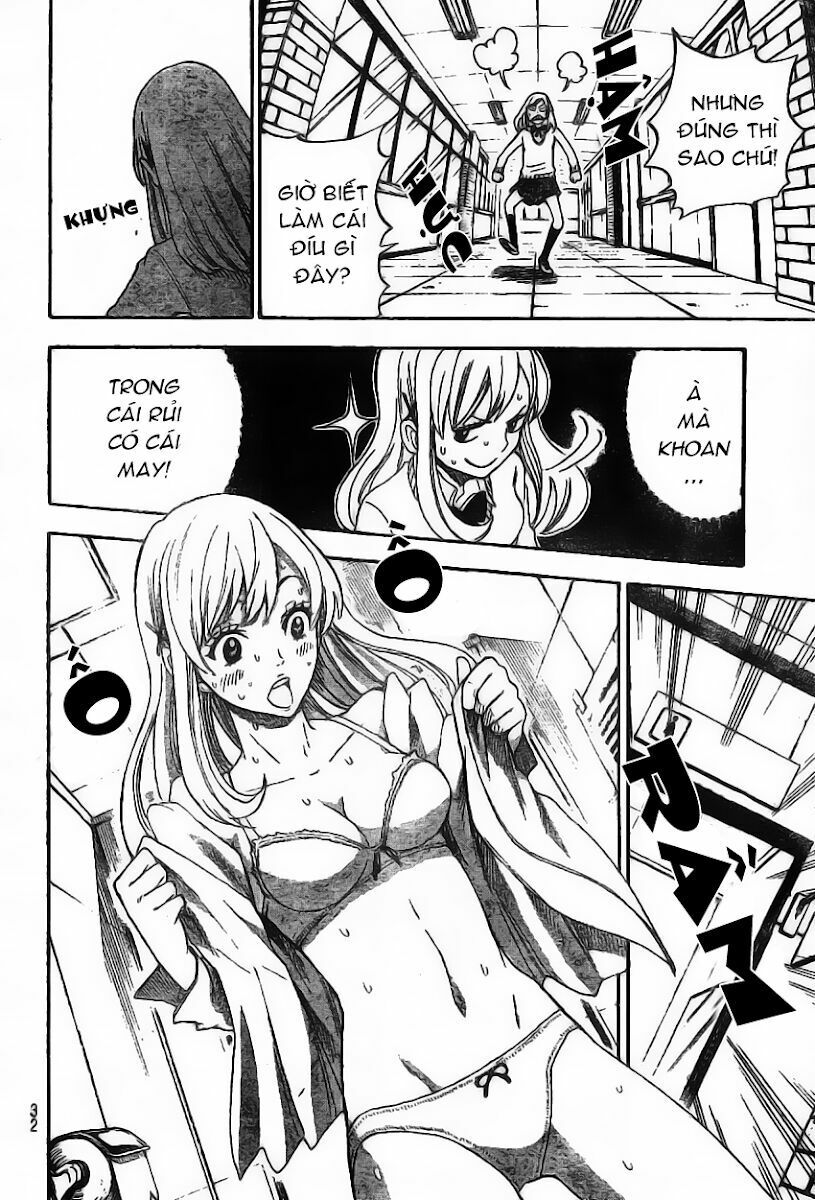 NHƯNG
ĐÚNG THÌ
SAO CHÚ!
HẦM
HỰC
GIỜ BIẾT
LÀM CÁI
ĐÍU GÌ
ĐÂY?
KHỰNG
À
MÀ
KHOAN
...
TRONG
CÁI RỦI
CÓ CÁI
MAY!
RẦM
Ô
Ô
32